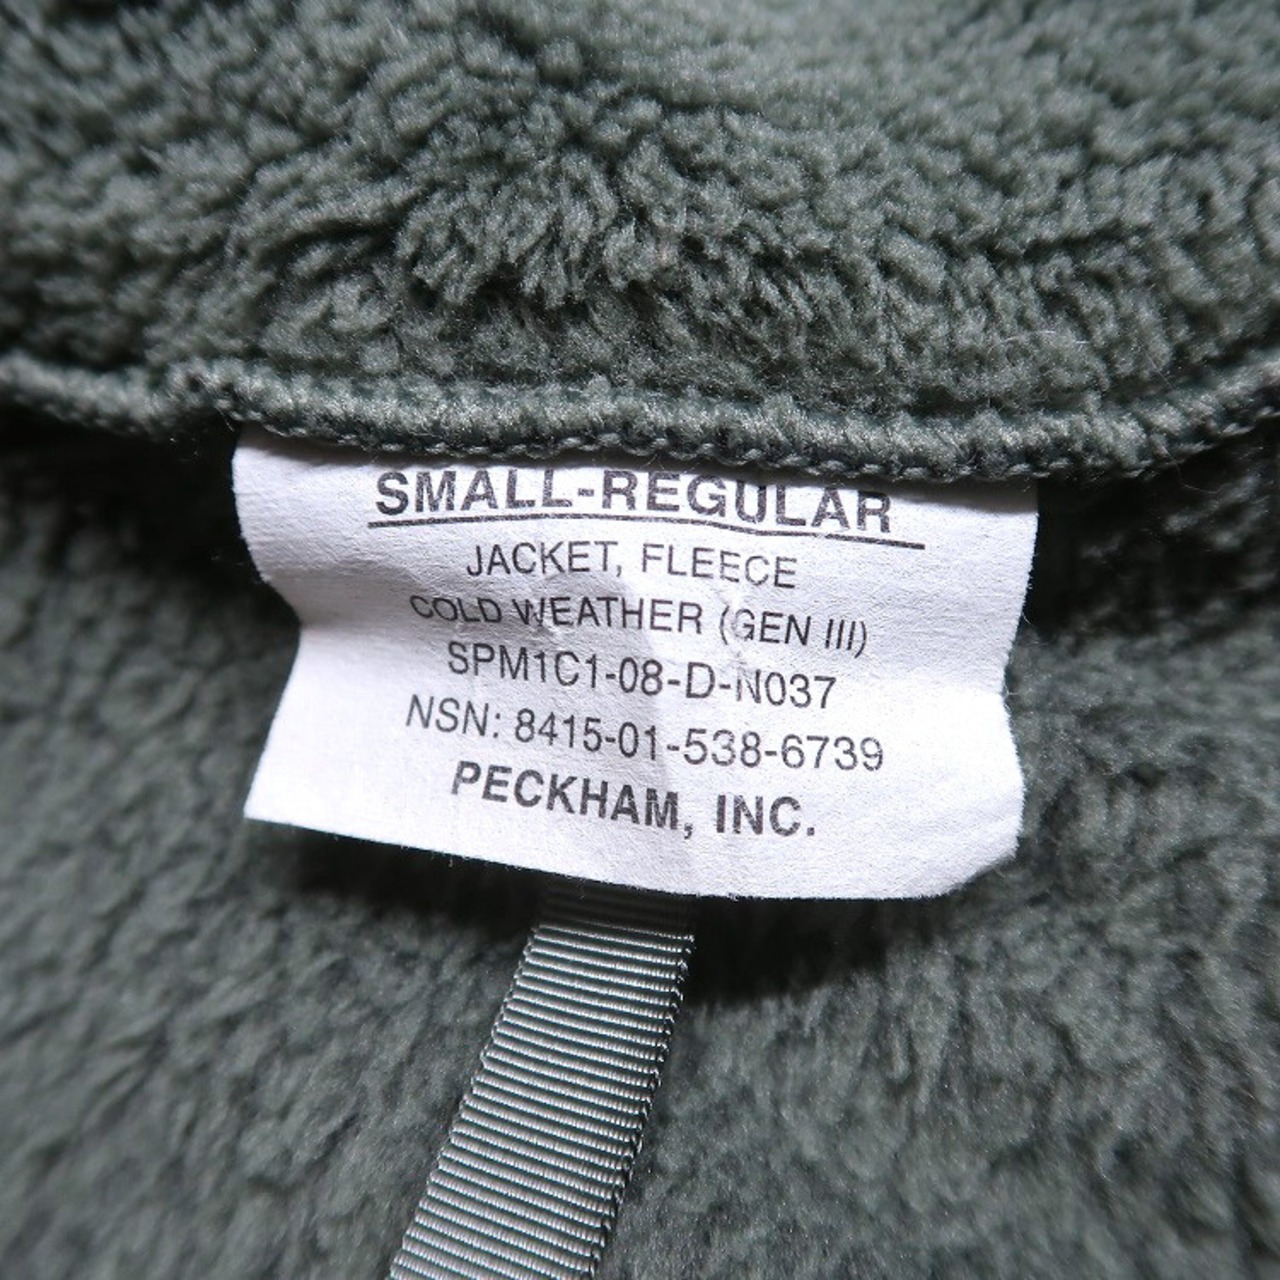 SMALL-REGULAR
JACKET, FLEECE
COLD WEATHER (GEN III)
SPM1C1-08-D-N037
NSN: 8415-01-538-6739
PECKHAM, INC.